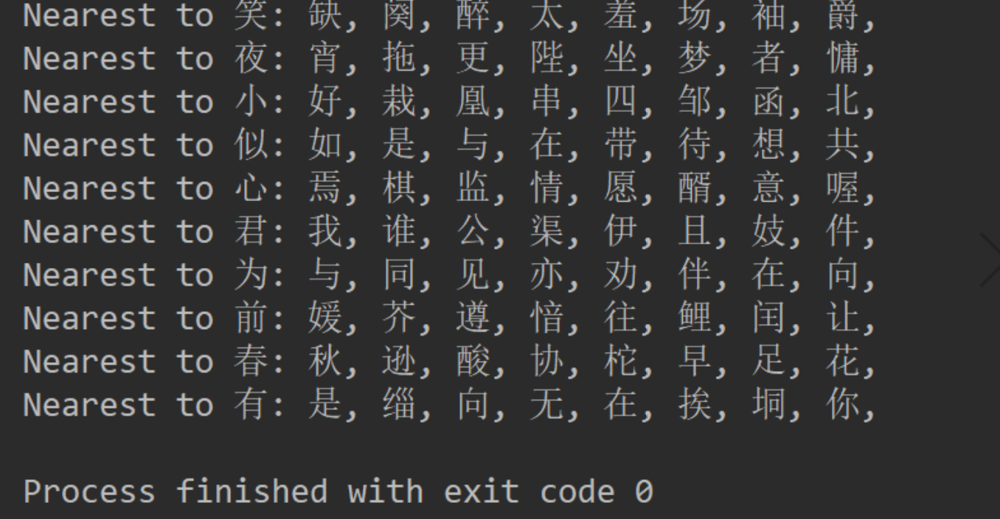 Nearest to 笑: 缺, 阕, 醉, 太, 羞, 场, 袖, 爵,
Nearest to 夜: 宵, 拖, 更, 陛, 坐, 梦, 者, 慵,
Nearest to 小: 好, 栽, 凰, 串, 四, 邹, 函, 北,
Nearest to 似: 如, 是, 与, 在, 带, 待, 想, 共,
Nearest to 心: 焉, 棋, 监, 情, 愿, 醑, 意, 喔,
Nearest to 君: 我, 谁, 公, 渠, 伊, 且, 妓, 件,
Nearest to 为: 与, 同, 见, 亦, 劝, 伴, 在, 向,
Nearest to 前: 媛, 芥, 遵, 愔, 往, 鲤, 闰, 让,
Nearest to 春: 秋, 逊, 酸, 协, 柁, 早, 足, 花,
Nearest to 有: 是, 缁, 向, 无, 在, 挨, 垌, 你,
Process finished with exit code 0